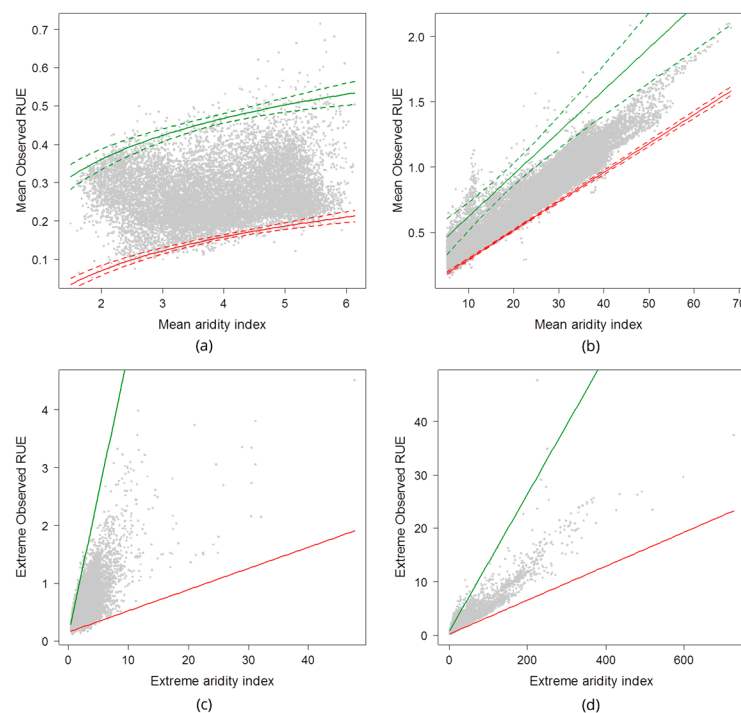 0.7
0.6
0.5
0.4
0.3
0.2
0.1
Mean Observed RUE
2 3 4 5 6
Mean aridity index
(a)
2.0
1.5
1.0
0.5
Mean Observed RUE
10 20 30 40 50 60 70
Mean aridity index
(b)
4
3
2
1
0
Extreme Observed RUE
0 10 20 30 40
Extreme aridity index
(c)
40
30
20
10
0
Extreme Observed RUE
0 200 400 600
Extreme aridity index
(d)